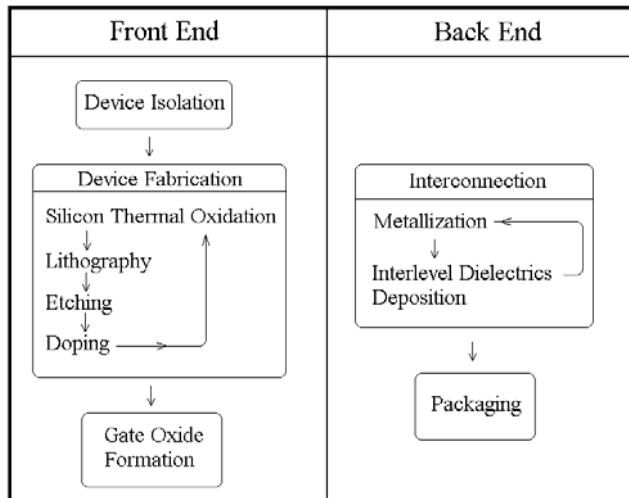 Front End
Device Isolation
Device Fabrication
Silicon Thermal Oxidation
Lithography
Etching
Doping
Gate Oxide
Formation
Back End
Interconnection
Metallization
Interlevel Dielectrics
Deposition
Packaging